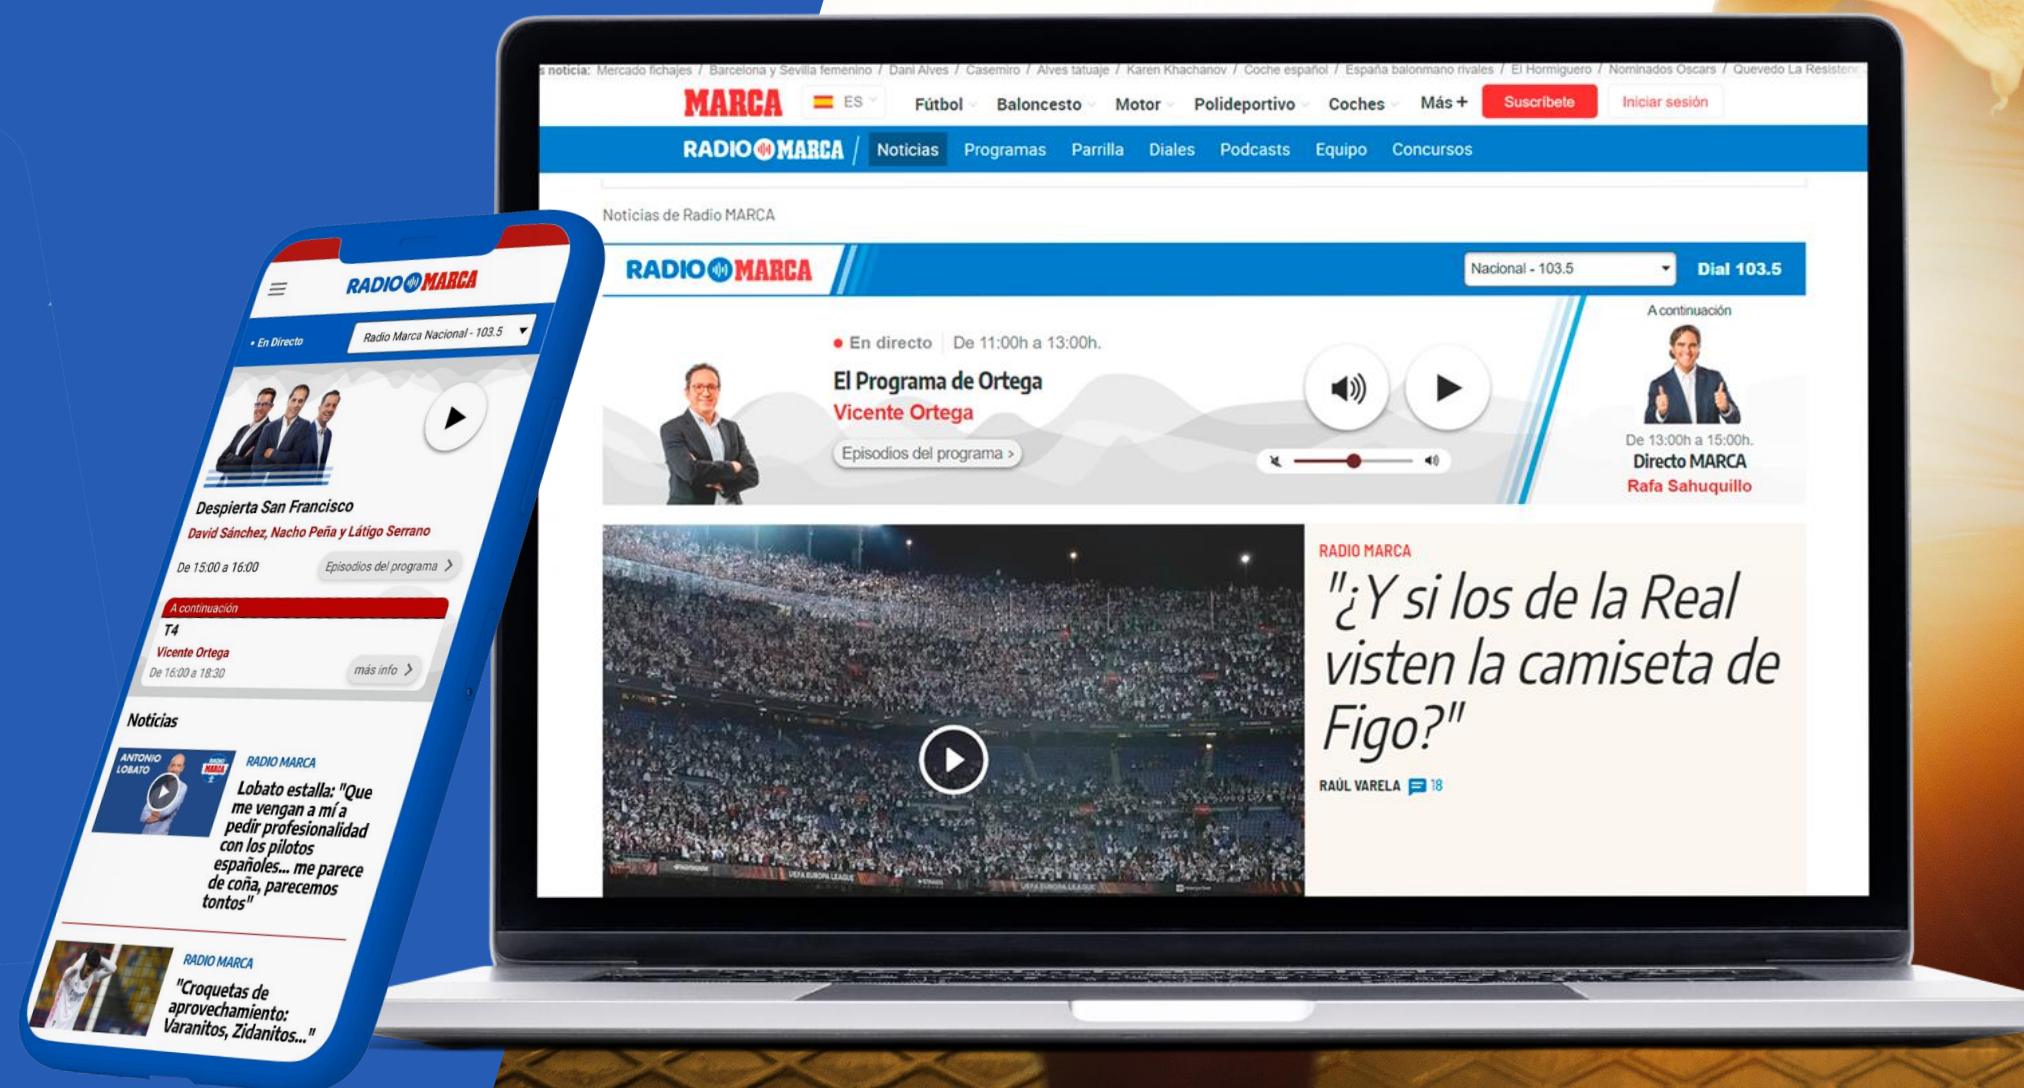 noticia: Mercado fichajes / Barcelona y Sevilla femenino / Dani Alves / Casemiro / Alves tatuaje / Karen Khachanov / Coche español / España balonmano rivales / El Hormiguero / Nominados Oscars / Quevedo La
MARCA ES Fútbol Baloncesto Motor Polideportivo Coches Más + Suscríbete Iniciar sesión
RADIO MARCA / Noticias Programas Parrilla Diales Podcasts Equipo Concursos
Noticias de Radio MARCA
RADIO MARCA Nacional - 103.5 Dial 103.5
En directo De 11:00h a 13:00h.
El Programa de Ortega
Vicente Ortega
Episodios del programa >
A continuación
De 13:00h a 15:00h.
Directo MARCA
Rafa Sahuquillo
UEFA EUROPA LEAGUE
UEFA EUROPA LEAGUE
RADIO MARCA
"¿Y si los de la Real
visten la camiseta de
Figo?"
RAÚL VARELA 18
RADIO MARCA
• En Directo Radio Marca Nacional - 103.5
Despierta San Francisco
David Sánchez, Nacho Peña y Látigo Serrano
De 15:00 a 16:00 Episodios del programa >
A continuación
T4
Vicente Ortega
De 16:00 a 18:30 más info >
Noticias
ANTONIO
LOBATO
RADIO
MARCA
RADIO MARCA
Lobato estalla: "Que
me vengan a mí a
pedir profesionalidad
con los pilotos
españoles... me parece
de coña, parecemos
tontos"
RADIO MARCA
"Croquetas de
aprovechamiento:
Varanitos, Zidanitos..."